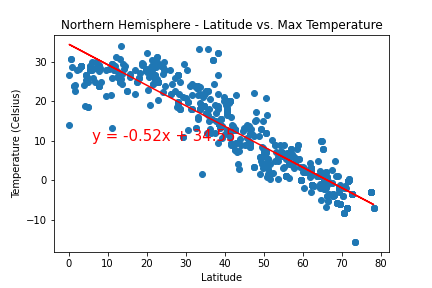 Northern Hemisphere - Latitude vs. Max Temperature
Temperature (Celsius)
30
20
10
0
−10
y = -0.52x + 34.55
0 10 20 30 40 50 60 70 80
Latitude